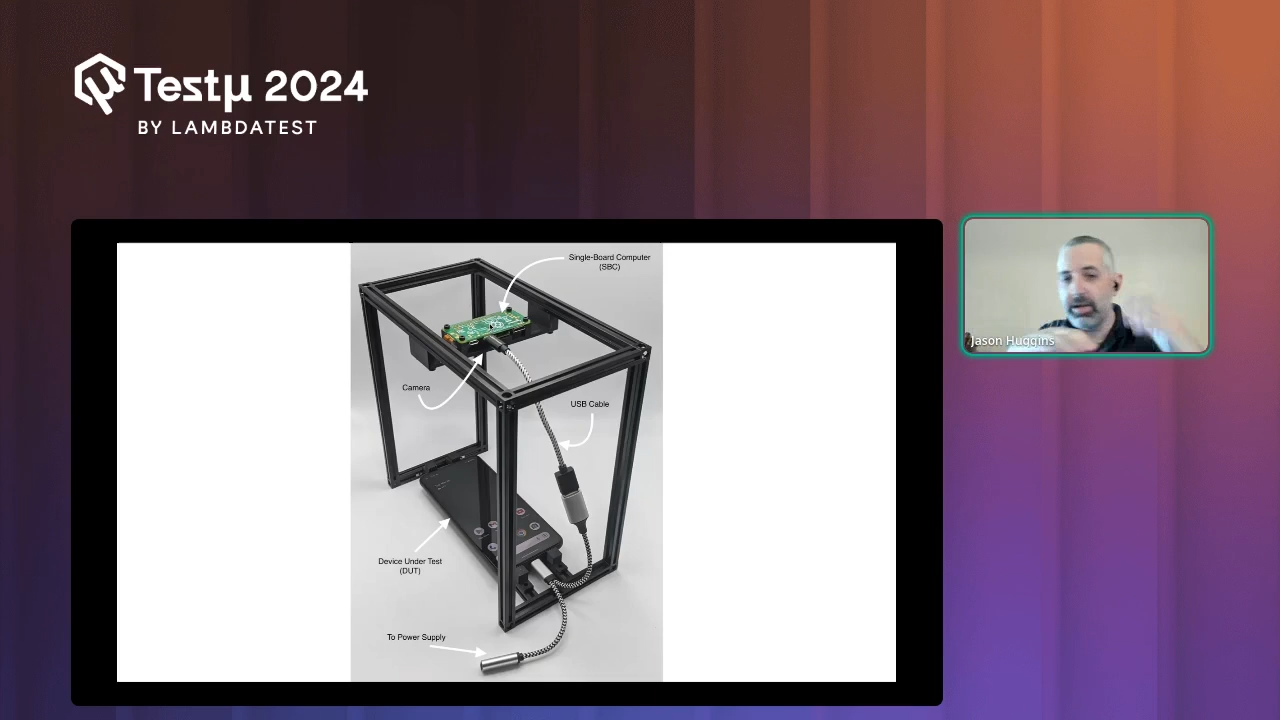 Testμ 2024
BY LAMBDATEST
Single-Board Computer
(SBC)
Camera
USB Cable
Device Under Test
(DUT)
To Power Supply
Jason Huggins